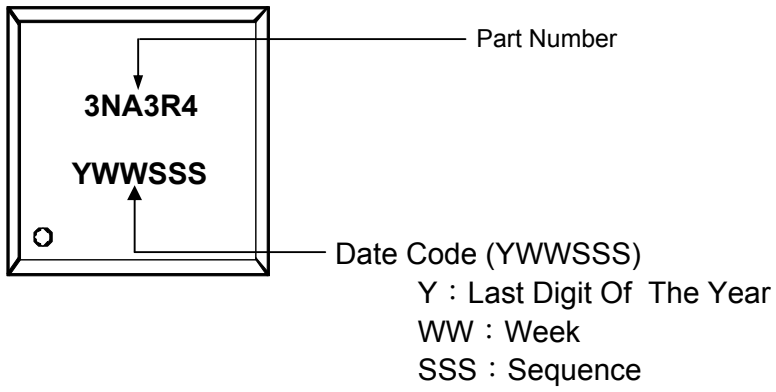 Part Number
3NA3R4
YWWSSS
Date Code (YWWSSS)
Y：Last Digit Of The Year
WW：Week
SSS：Sequence